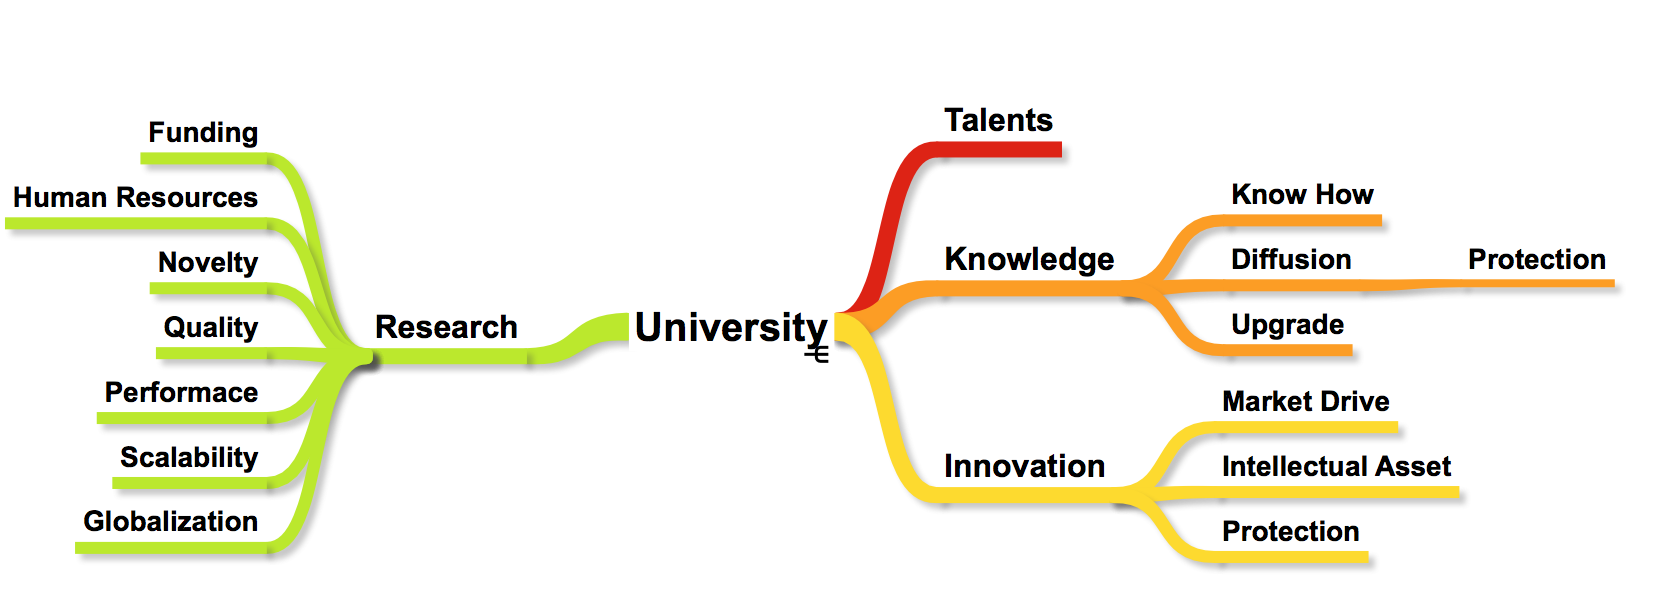 Funding
Human Resources
Novelty
Quality
Performace
Scalability
Globalization
Research
University
Talents
Knowledge
Know How
Diffusion
Protection
Upgrade
Innovation
Market Drive
Intellectual Asset
Protection